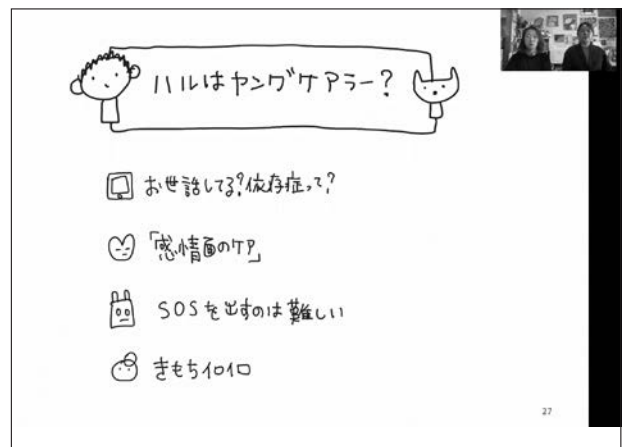 ハルはヤングケアラー?
お世話してる?依存症って?
「感情面のケア」
SOSを出すのは難しい
きもちイロイロ
27